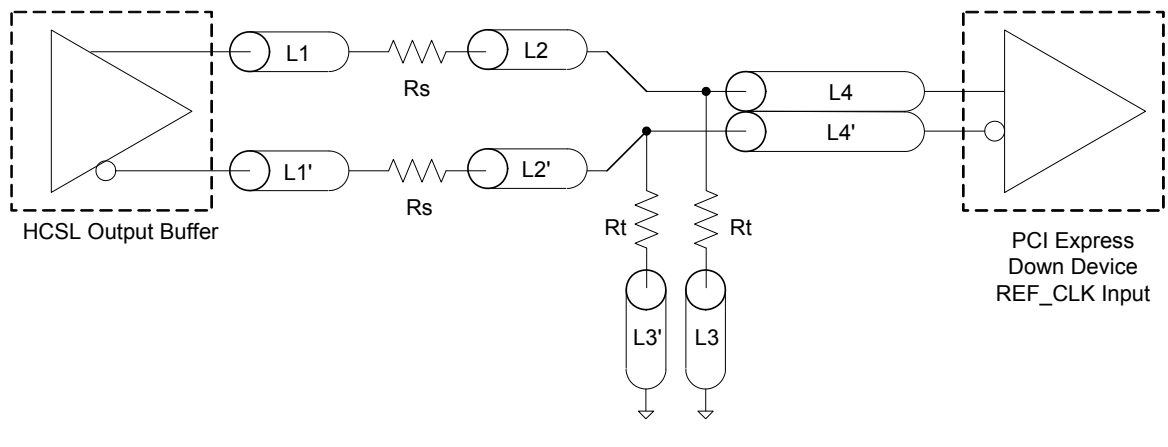 L1
Rs
L2
L4
L4'
L1'
Rs
L2'
HCSL Output Buffer
Rt
Rt
L3'
L3
PCI Express
Down Device
REF_CLK Input